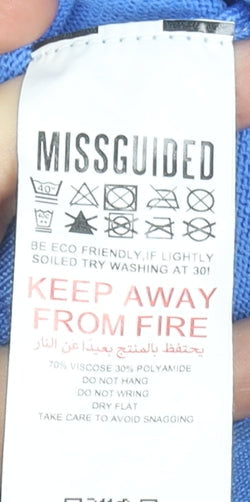 MISSGUIDED
40°
BE ECO FRIENDLY, IF LIGHTLY
SOILED TRY WASHING AT 30!
KEEP AWAY
FROM FIRE
يحتفظ بالمنتج بعيدا عن النار
70% VISCOSE 30% POLYAMIDE
DO NOT HANG
DO NOT WRING
DRY FLAT
TAKE CARE TO AVOID SNAGGING